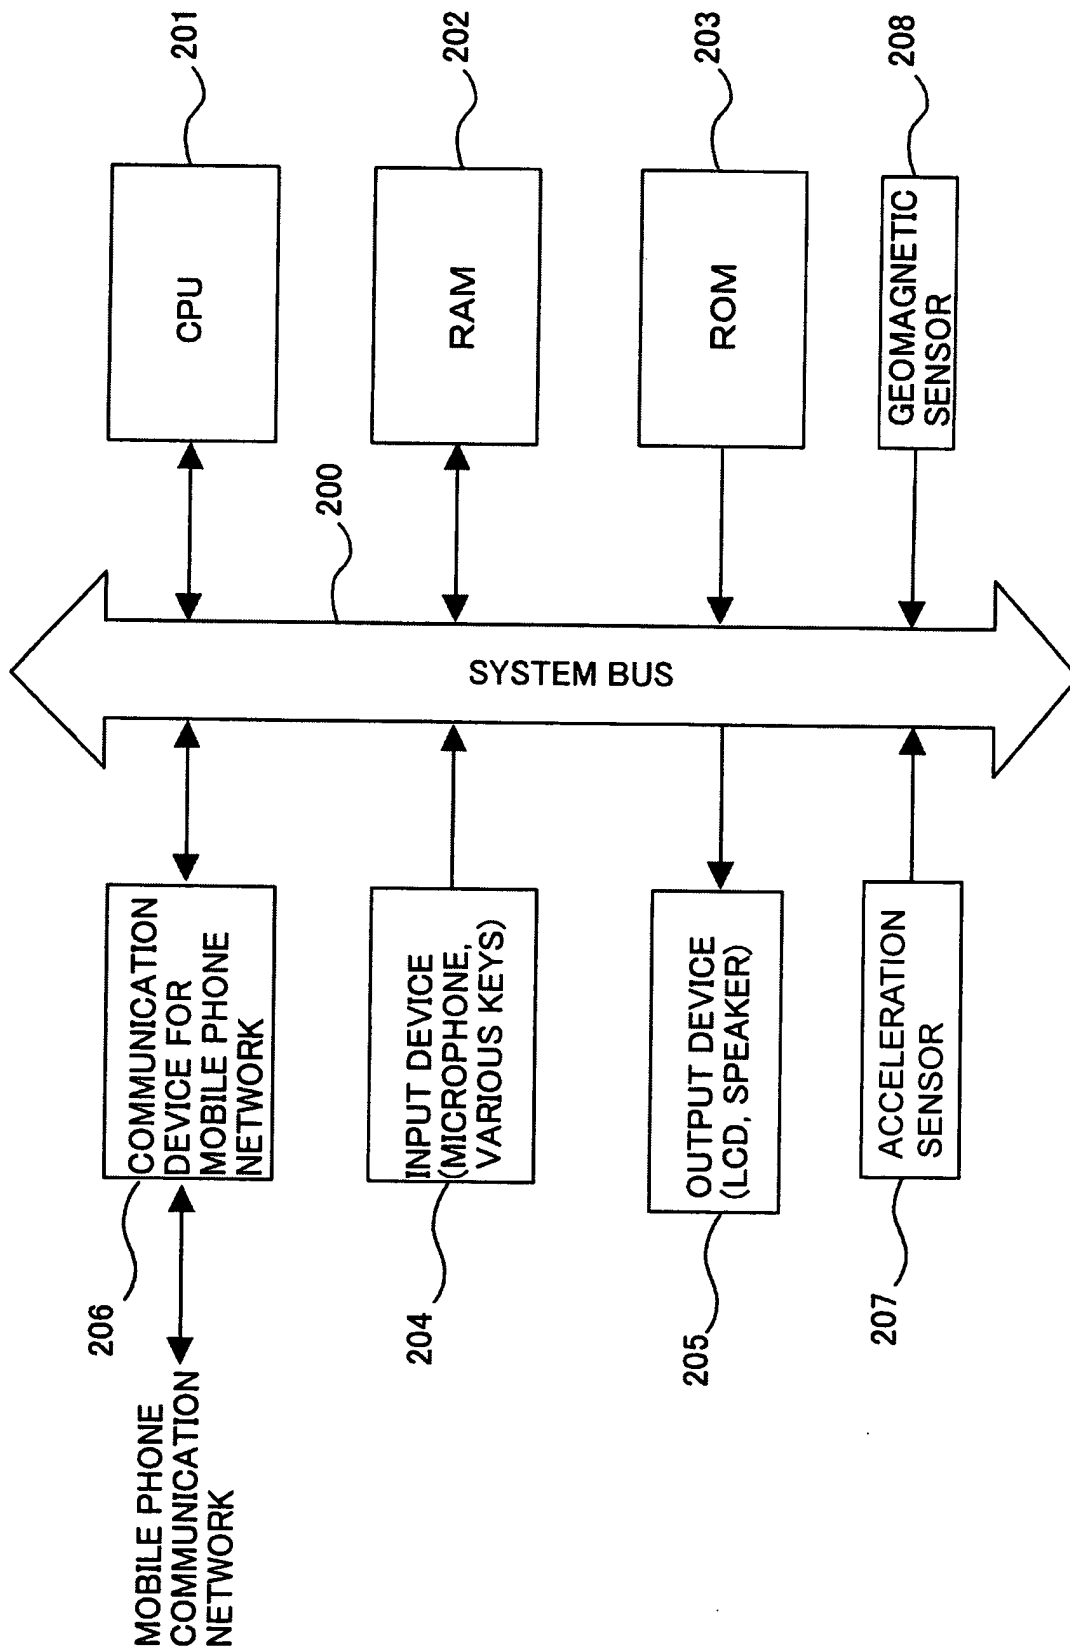 201
CPU
202
RAM
203
ROM
208
GEOMAGNETIC
SENSOR
200
SYSTEM BUS
206
COMMUNICATION
DEVICE FOR
MOBILE PHONE
NETWORK
204
INPUT DEVICE
(MICROPHONE,
VARIOUS KEYS)
205
OUTPUT DEVICE
(LCD, SPEAKER)
207
ACCELERATION
SENSOR
MOBILE PHONE
COMMUNICATION
NETWORK